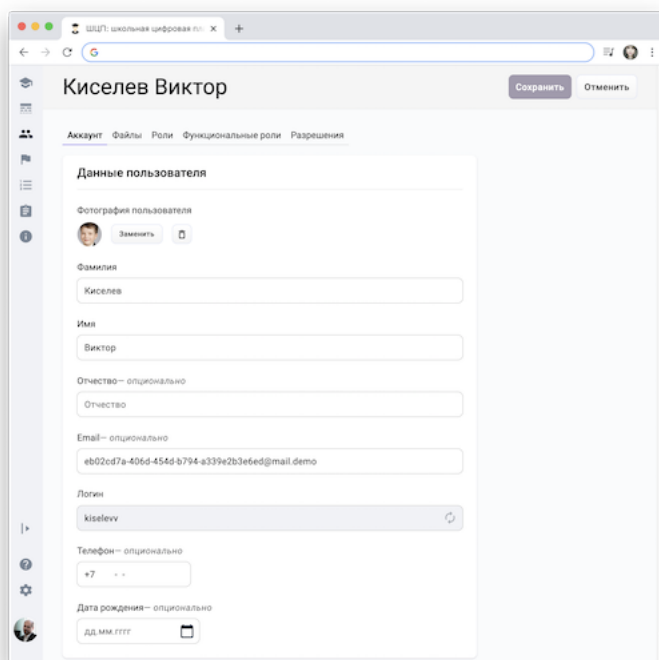 ШЦП: школьная цифровая пл
Киселев Виктор
Сохранить Отменить
Аккаунт Файлы Роли Функциональные роли Разрешения
Данные пользователя
Фотография пользователя
Заменить
Фамилия
Киселев
Имя
Виктор
Отчество— опционально
Отчество
Email— опционально
eb02cd7a-406d-454d-b794-a339e2b3e6ed@mail.demo
Логин
kiselevv
Телефон— опционально
+7 - -
Дата рождения— опционально
дд.мм.гггг